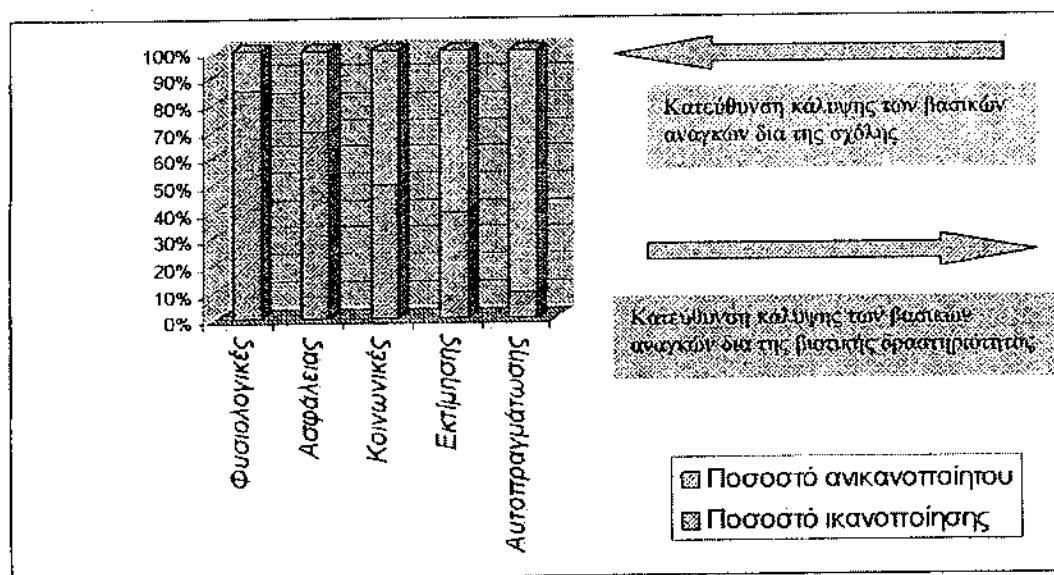 100%
90%
80%
70%
60%
50%
40%
30%
20%
10%
0%
Φυσιολογικές
Ασφάλειας
Κοινωνικές
Εκτίμησης
Αυτοπραγμάτωσης
Κατεύθυνση κάλυψης των βασικών
αναγκών δια της σχόλης
Κατεύθυνση κάλυψης των βασικών
αναγκών δια της βιοτικής δραστηριότητας
Ποσοστό ανικανοποίητου
Ποσοστό ικανοποίησης